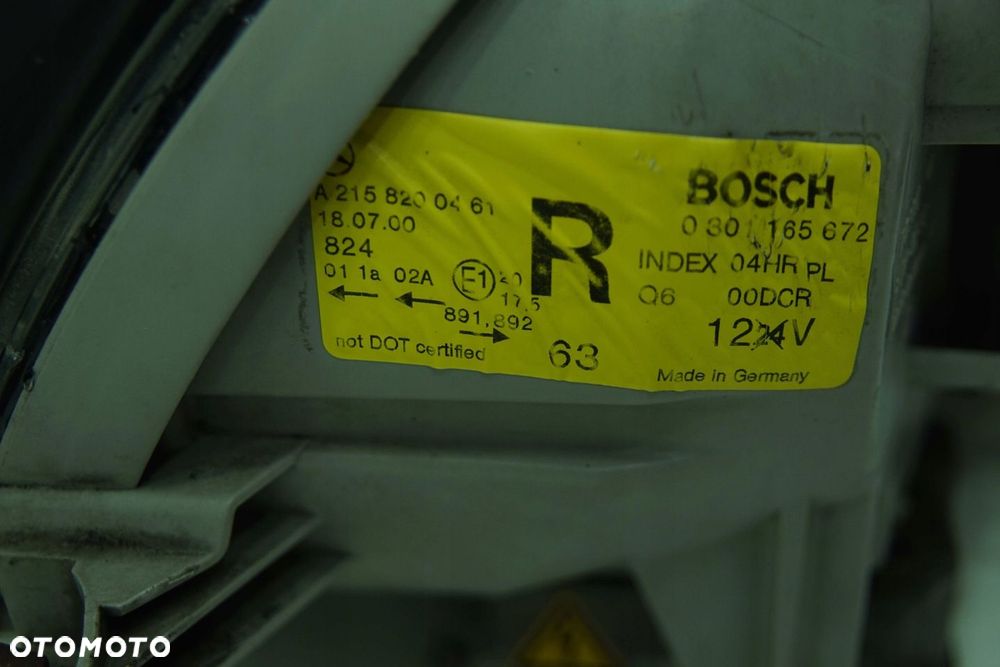 A 215 820 04 61
18.07.00
824
01 1a 02A E1 20
17,5
891,892
not DOT certified
R
63
BOSCH
0 301 165 672
INDEX 04HR PL
Q6 00DCR
1224V
Made in Germany
OTOMOTO